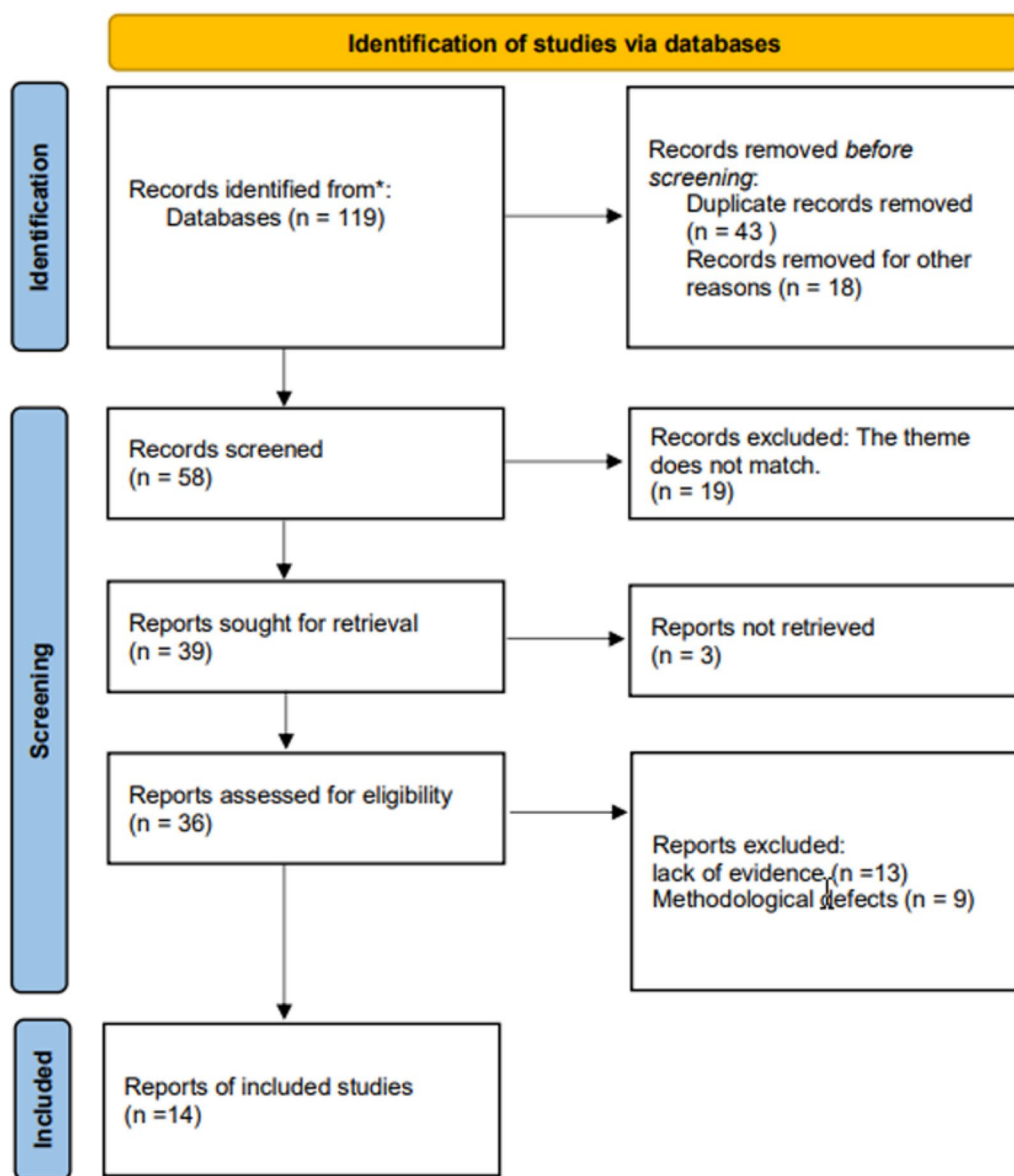 Identification of studies via databases
Identification
Records identified from*:
Databases (n = 119)
Records removed before
screening:
Duplicate records removed
(n = 43 )
Records removed for other
reasons (n = 18)
Screening
Records screened
(n = 58)
Records excluded: The theme
does not match.
(n = 19)
Reports sought for retrieval
(n = 39)
Reports not retrieved
(n = 3)
Reports assessed for eligibility
(n = 36)
Reports excluded:
lack of evidence (n =13)
Methodological defects (n = 9)
Included
Reports of included studies
(n =14)